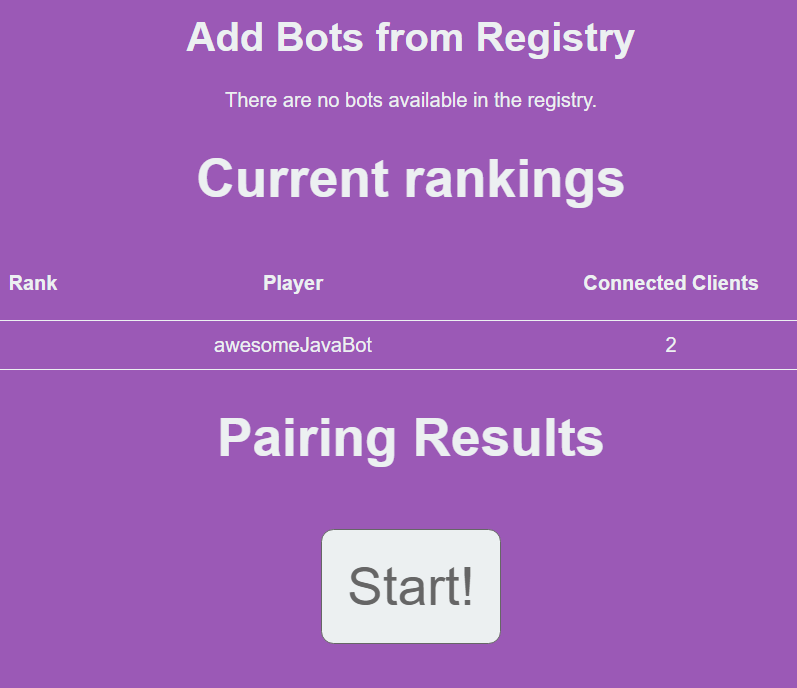 Add Bots from Registry
There are no bots available in the registry.
Current rankings
Rank Player Connected Clients
awesomeJavaBot 2
Pairing Results
Start!